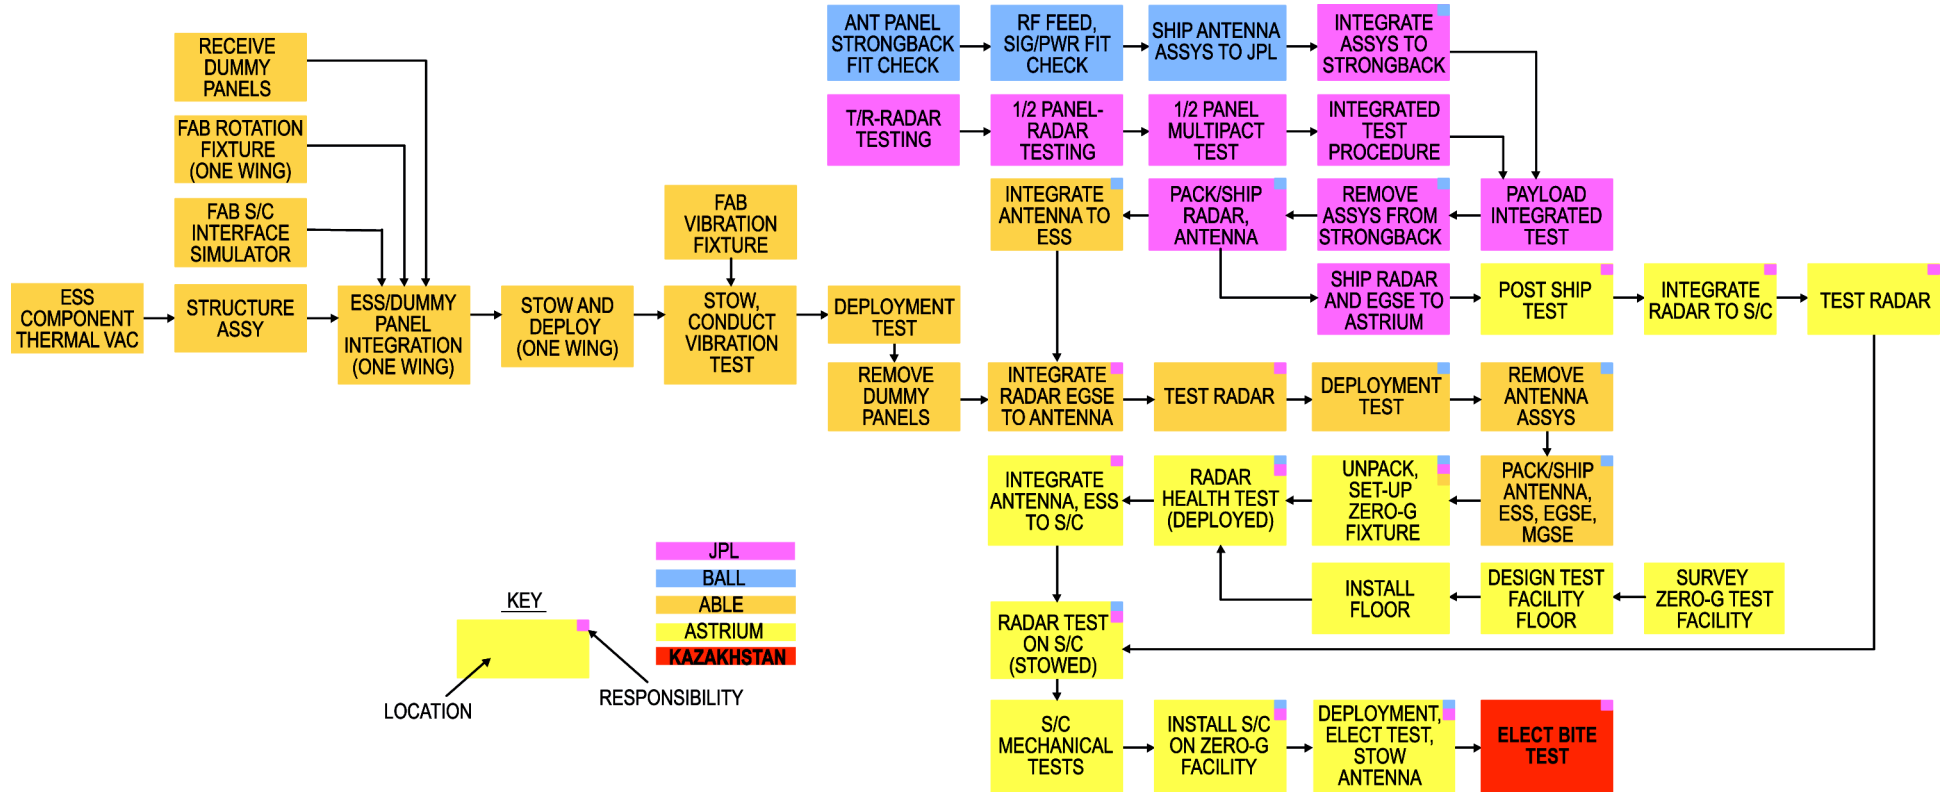 ANT PANEL
STRONGBACK
FIT CHECK
RF FEED,
SIG/PWR FIT
CHECK
SHIP ANTENNA
ASSYS TO JPL
INTEGRATE
ASSYS TO
STRONGBACK
RECEIVE
DUMMY
PANELS
T/R-RADAR
TESTING
1/2 PANEL-
RADAR
TESTING
1/2 PANEL
MULTIPACT
TEST
INTEGRATED
TEST
PROCEDURE
FAB ROTATION
FIXTURE
(ONE WING)
FAB S/C
INTERFACE
SIMULATOR
FAB
VIBRATION
FIXTURE
INTEGRATE
ANTENNA TO
ESS
PACK/SHIP
RADAR,
ANTENNA
REMOVE
ASSYS FROM
STRONGBACK
PAYLOAD
INTEGRATED
TEST
ESS
COMPONENT
THERMAL VAC
STRUCTURE
ASSY
ESS/DUMMY
PANEL
INTEGRATION
(ONE WING)
STOW AND
DEPLOY
(ONE WING)
STOW,
CONDUCT
VIBRATION
TEST
DEPLOYMENT
TEST
SHIP RADAR
AND EGSE TO
ASTRIUM
POST SHIP
TEST
INTEGRATE
RADAR TO S/C
TEST RADAR
REMOVE
DUMMY
PANELS
INTEGRATE
RADAR EGSE
TO ANTENNA
TEST RADAR
DEPLOYMENT
TEST
REMOVE
ANTENNA
ASSYS
INTEGRATE
ANTENNA, ESS
TO S/C
RADAR
HEALTH TEST
(DEPLOYED)
UNPACK,
SET-UP
ZERO-G
FIXTURE
PACK/SHIP
ANTENNA,
ESS, EGSE,
MGSE
INSTALL
FLOOR
DESIGN TEST
FACILITY
FLOOR
SURVEY
ZERO-G TEST
FACILITY
JPL
BALL
ABLE
ASTRIUM
KAZAKHSTAN
KEY
LOCATION
RESPONSIBILITY
RADAR TEST
ON S/C
(STOWED)
S/C
MECHANICAL
TESTS
INSTALL S/C
ON ZERO-G
FACILITY
DEPLOYMENT,
ELECT TEST,
STOW
ANTENNA
ELECT BITE
TEST